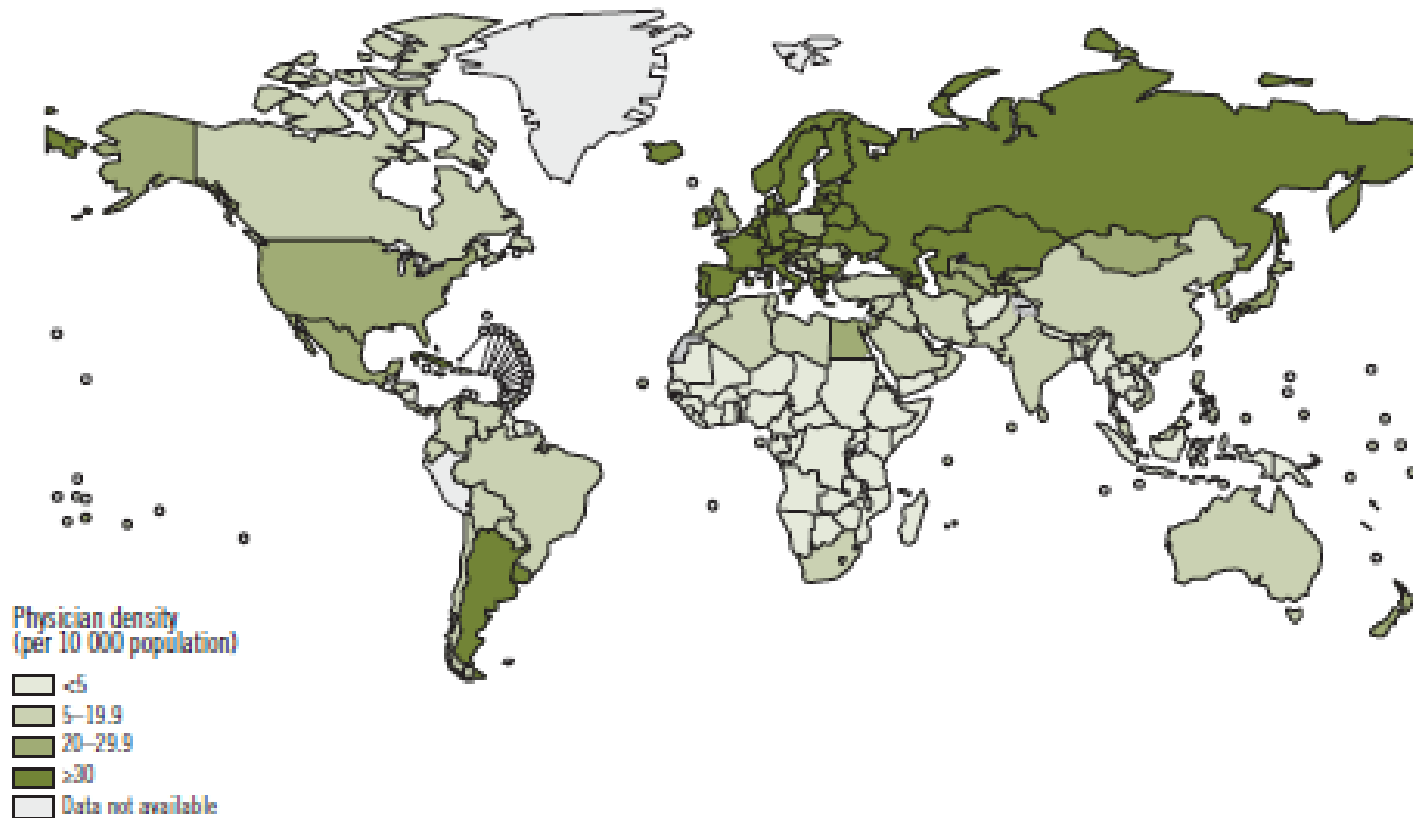 Physician density
(per 10 000 population)
<5
5–19.9
20–29.9
≥30
Data not available